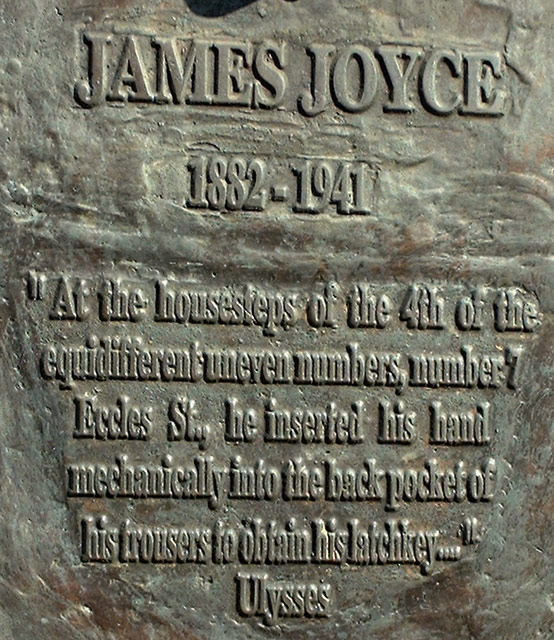 JAMES JOYCE
1882 - 1941
"At the housesteps of the 4th of the
equidifferent uneven numbers, number 7
Eccles St., he inserted his hand
mechanically into the back pocket of
his trousers to obtain his latchkey...."
Ulysses